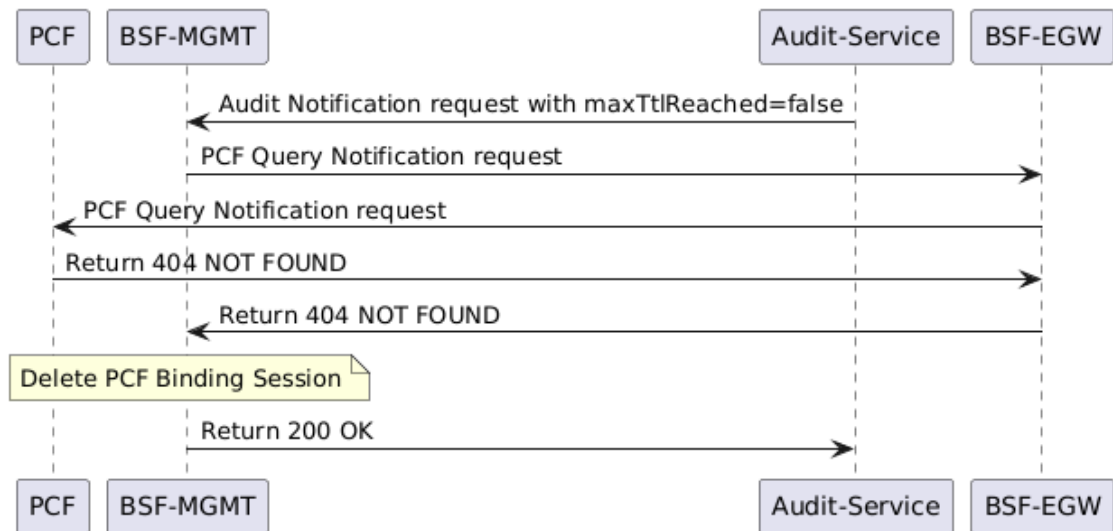 PCF BSF-MGMT Audit-Service BSF-EGW
Audit Notification request with maxTtlReached=false
PCF Query Notification request
PCF Query Notification request
Return 404 NOT FOUND
Return 404 NOT FOUND
Delete PCF Binding Session
Return 200 OK
PCF BSF-MGMT Audit-Service BSF-EGW